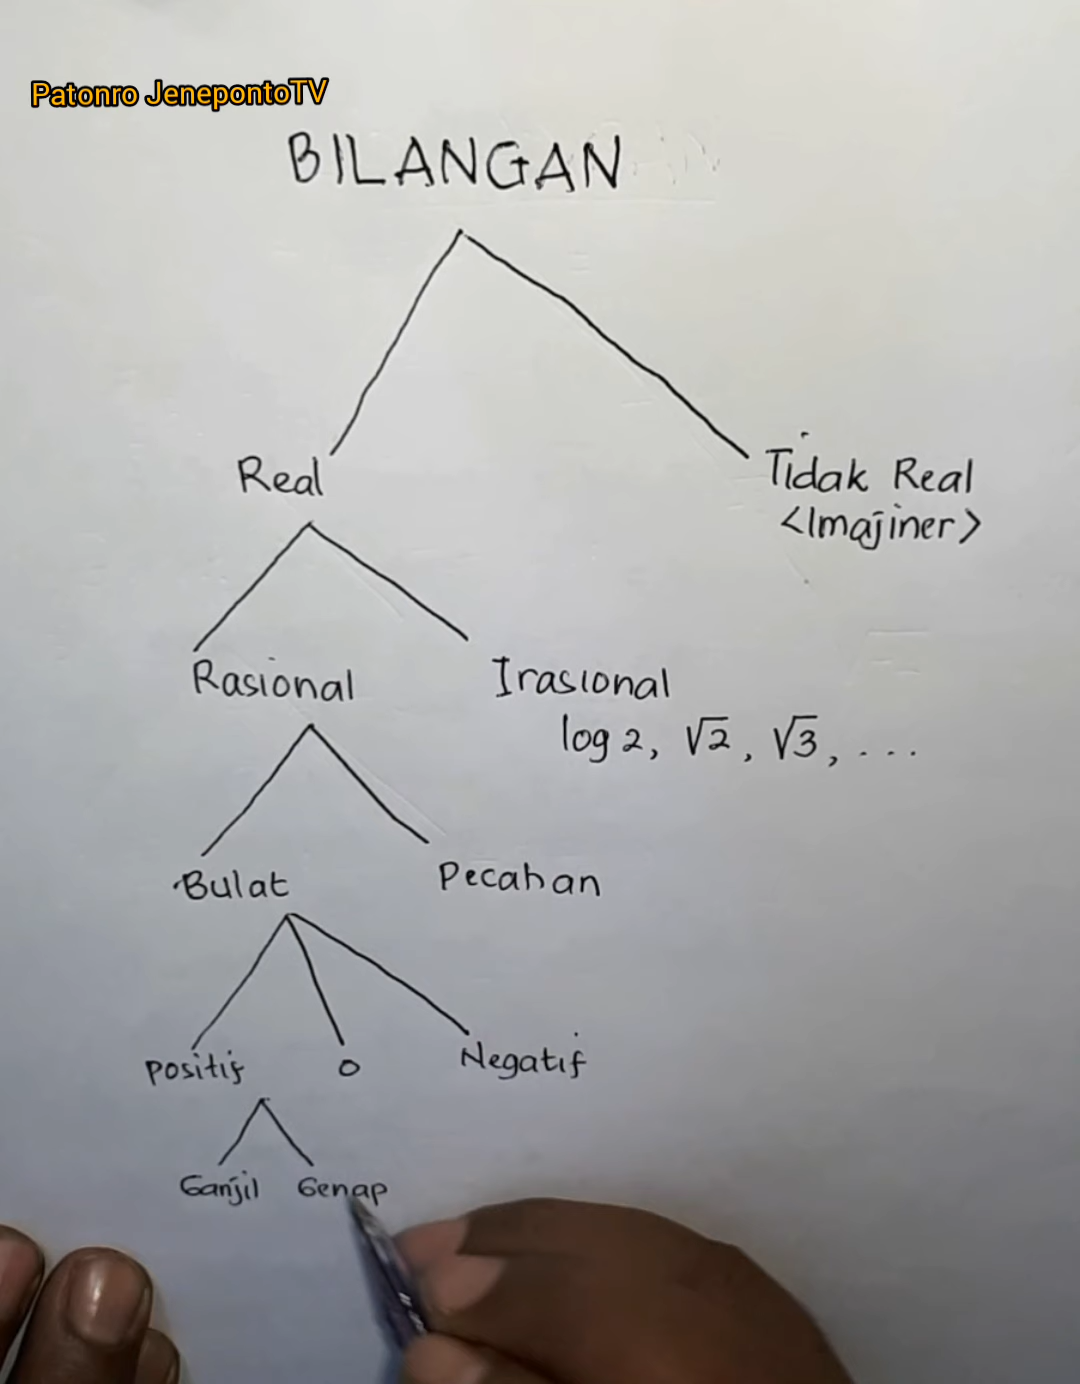 Patonro JenepontoTV
BILANGAN
Real
Tidak Real
<Imajiner>
Rasional
Irasional
log 2, √2, √3, ...
Bulat
Pecahan
Positif
0
Negatif
Ganjil
Genap